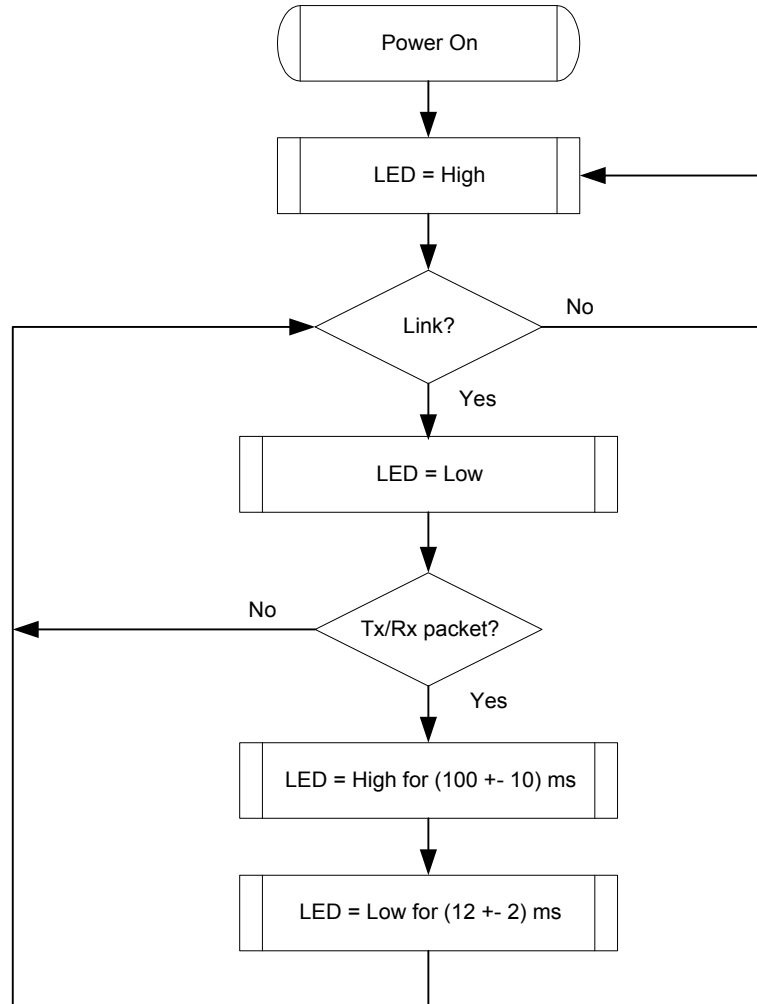 Power On
LED = High
Link?
No
Yes
LED = Low
No
Tx/Rx packet?
Yes
LED = High for (100 +- 10) ms
LED = Low for (12 +- 2) ms